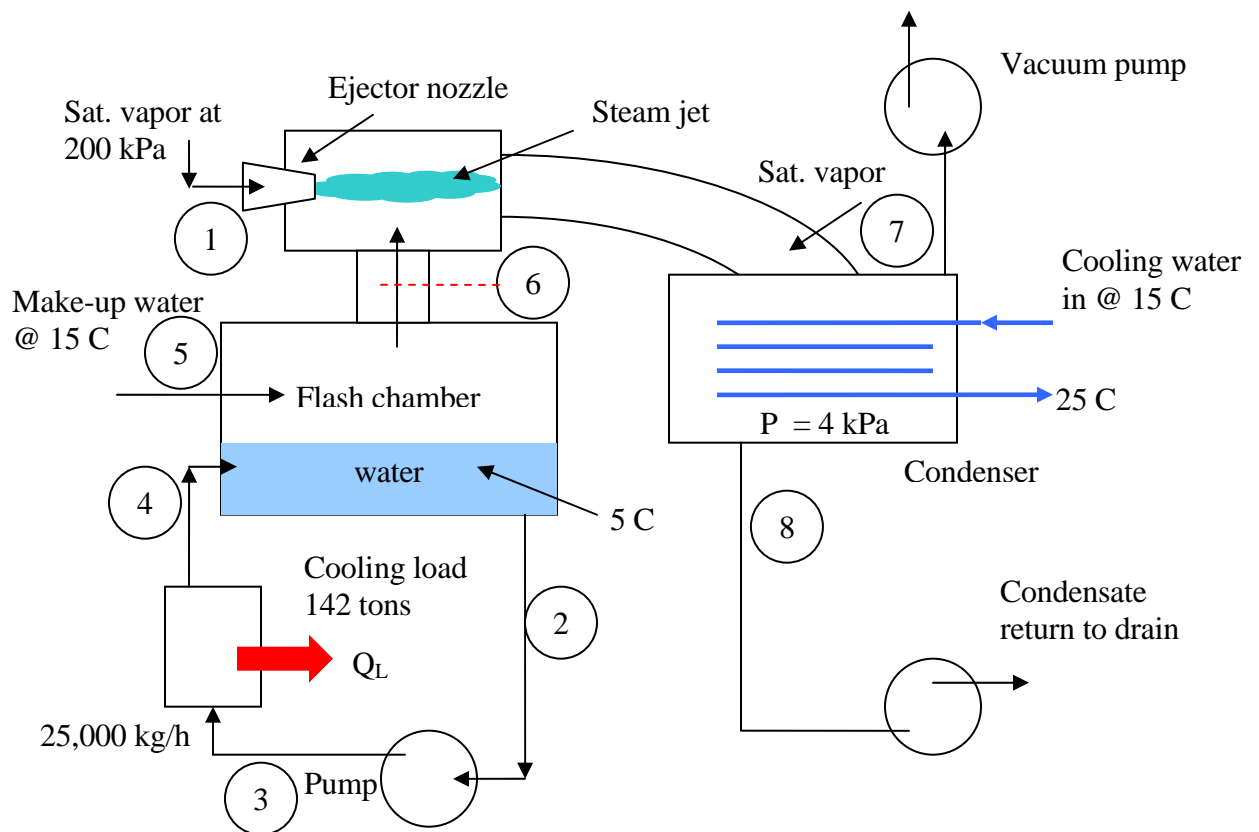 Ejector nozzle
Steam jet
Vacuum pump
Sat. vapor at
200 kPa
Sat. vapor
1
7
6
Cooling water
in @ 15 C
Make-up water
@ 15 C
5
Flash chamber
25 C
P = 4 kPa
water
Condenser
4
5 C
8
Cooling load
142 tons
2
Condensate
return to drain
QL
25,000 kg/h
3
Pump